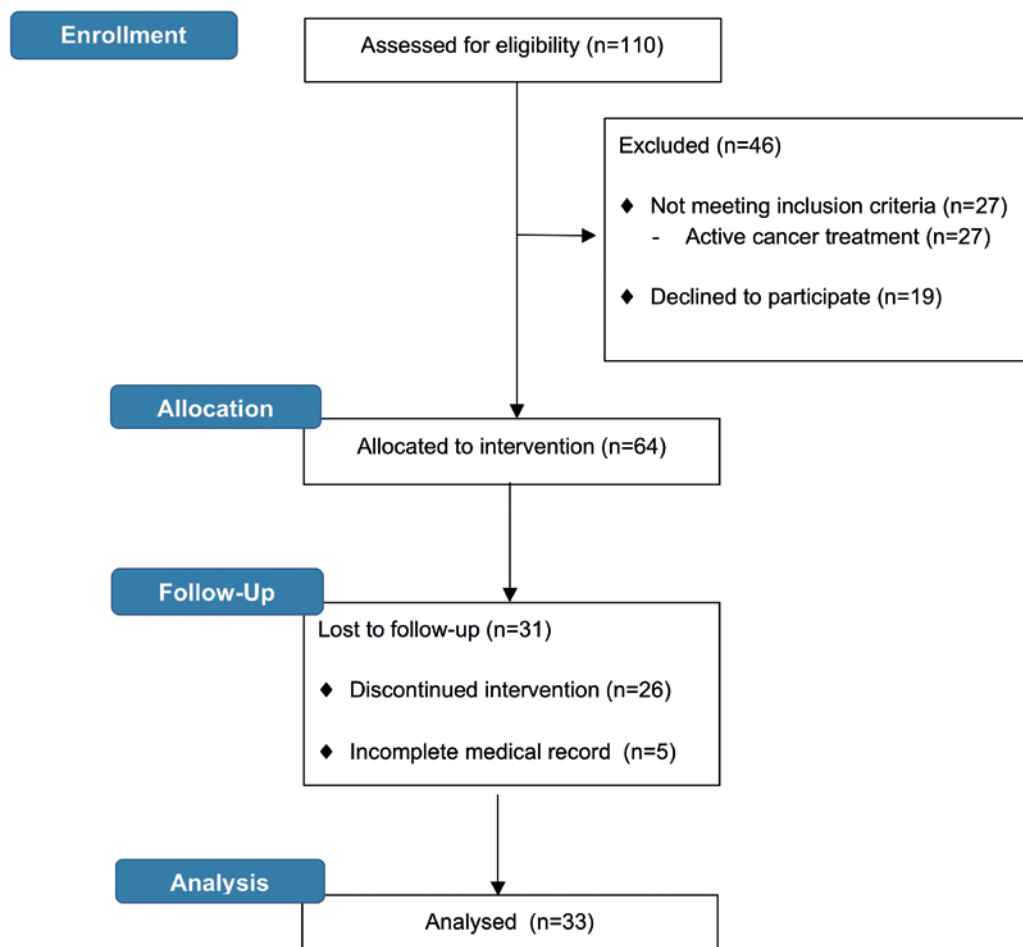 Enrollment
Assessed for eligibility (n=110)
Excluded (n=46)
♦ Not meeting inclusion criteria (n=27)
- Active cancer treatment (n=27)
♦ Declined to participate (n=19)
Allocation
Allocated to intervention (n=64)
Follow-Up
Lost to follow-up (n=31)
♦ Discontinued intervention (n=26)
♦ Incomplete medical record (n=5)
Analysis
Analysed (n=33)